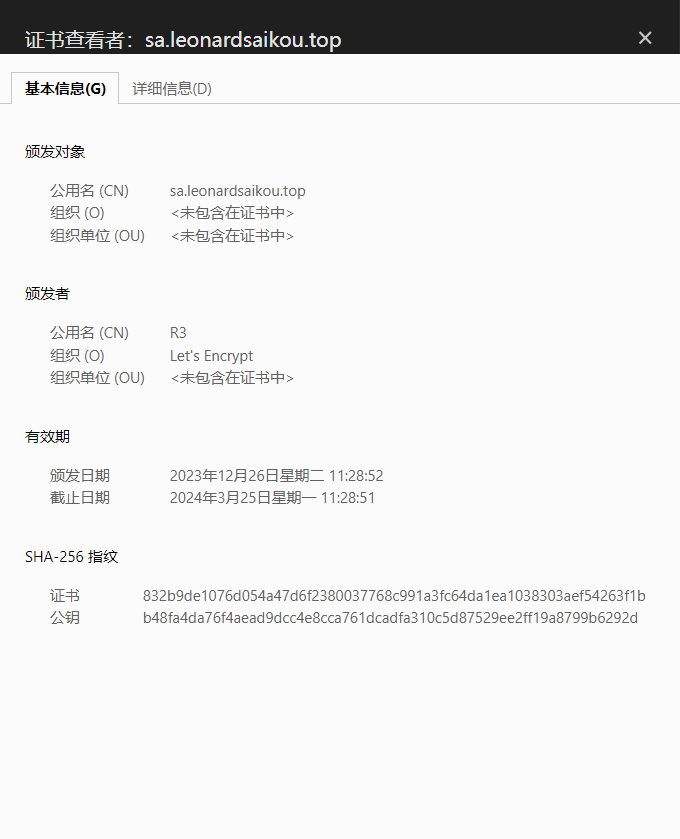 证书查看者：sa.leonardsaikou.top
基本信息(G) 详细信息(D)
颁发对象
公用名 (CN) sa.leonardsaikou.top
组织 (O) <未包含在证书中>
组织单位 (OU) <未包含在证书中>
颁发者
公用名 (CN) R3
组织 (O) Let's Encrypt
组织单位 (OU) <未包含在证书中>
有效期
颁发日期 2023年12月26日星期二 11:28:52
截止日期 2024年3月25日星期一 11:28:51
SHA-256 指纹
证书 832b9de1076d054a47d6f2380037768c991a3fc64da1ea1038303aef54263f1b
公钥 b48fa4da76f4aead9dcc4e8cca761dcadfa310c5d87529ee2ff19a8799b6292d